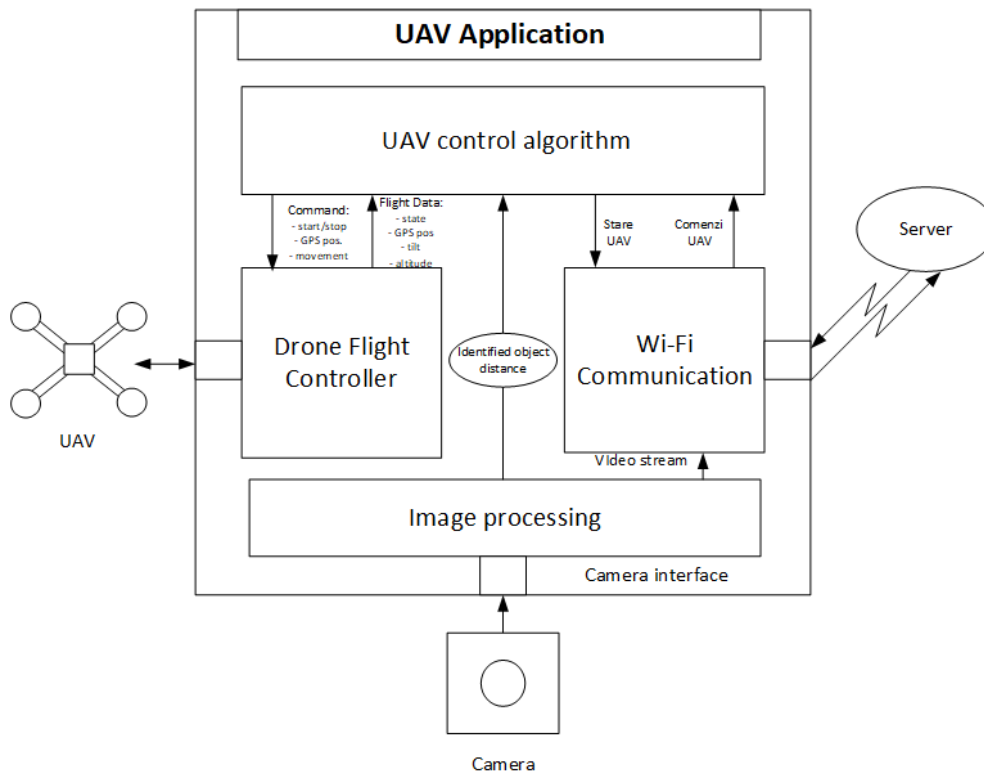 UAV Application
UAV control algorithm
Command:
- start/stop
- GPS pos.
- movement
Flight Data:
- state
- GPS pos
- tilt
- altitude
Stare
UAV
Comenzi
UAV
Server
Drone Flight
Controller
Identified object
distance
Wi-Fi
Communication
UAV
VIdeo stream
Image processing
Camera interface
Camera